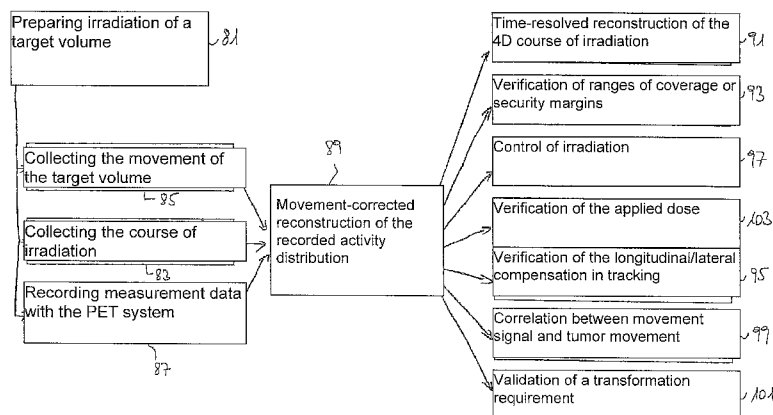 Preparing irradiation of a
target volume
81
Collecting the movement of
the target volume
85
Collecting the course of
irradiation
83
Recording measurement data
with the PET system
87
89
Movement-corrected
reconstruction of the
recorded activity
distribution
Time-resolved reconstruction of the
4D course of irradiation
91
Verification of ranges of coverage or
security margins
93
Control of irradiation
97
Verification of the applied dose
103
Verification of the longitudinal/lateral
compensation in tracking
95
Correlation between movement
signal and tumor movement
99
Validation of a transformation
requirement
101